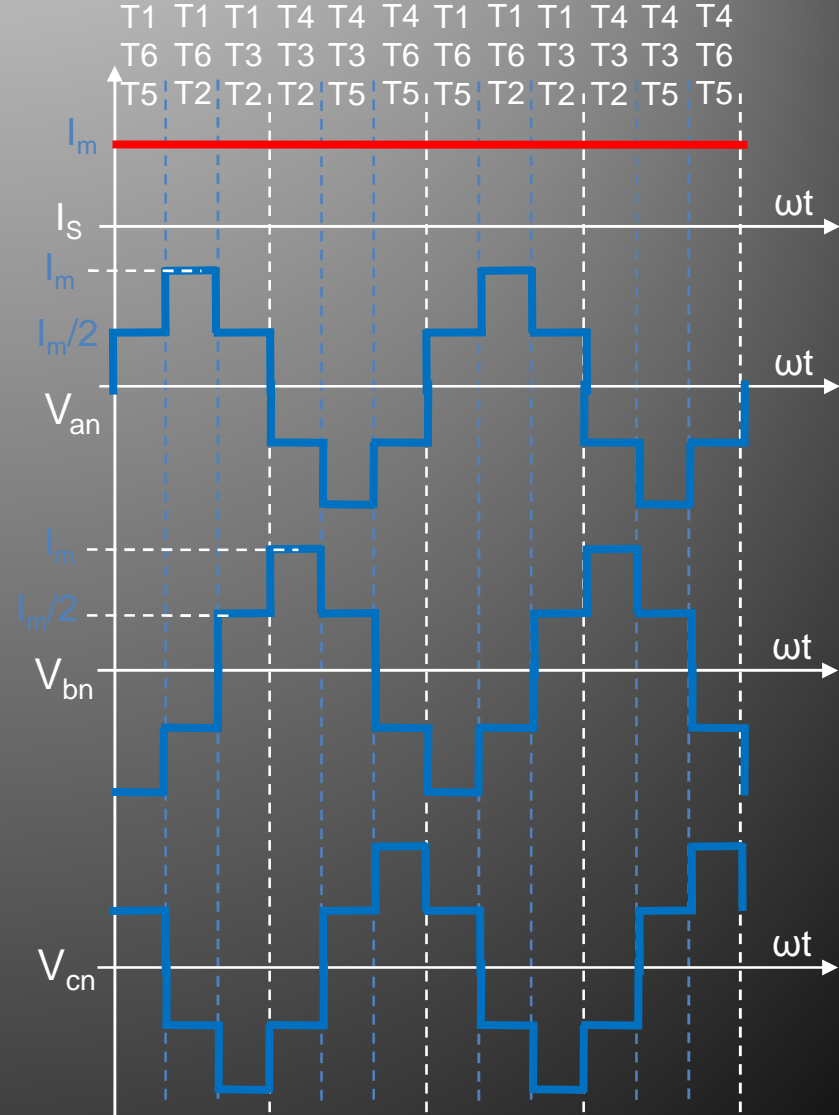 T1 T1 T1 T4 T4 T4 T1 T1 T1 T4 T4 T4
T6 T6 T3 T3 T3 T6 T6 T6 T3 T3 T3 T6
T5 T2 T2 T2 T5 T5 T5 T2 T2 T2 T5 T5
Im
IS
ωt
Im
Im/2
ωt
Van
Im
Im/2
ωt
Vbn
ωt
Vcn